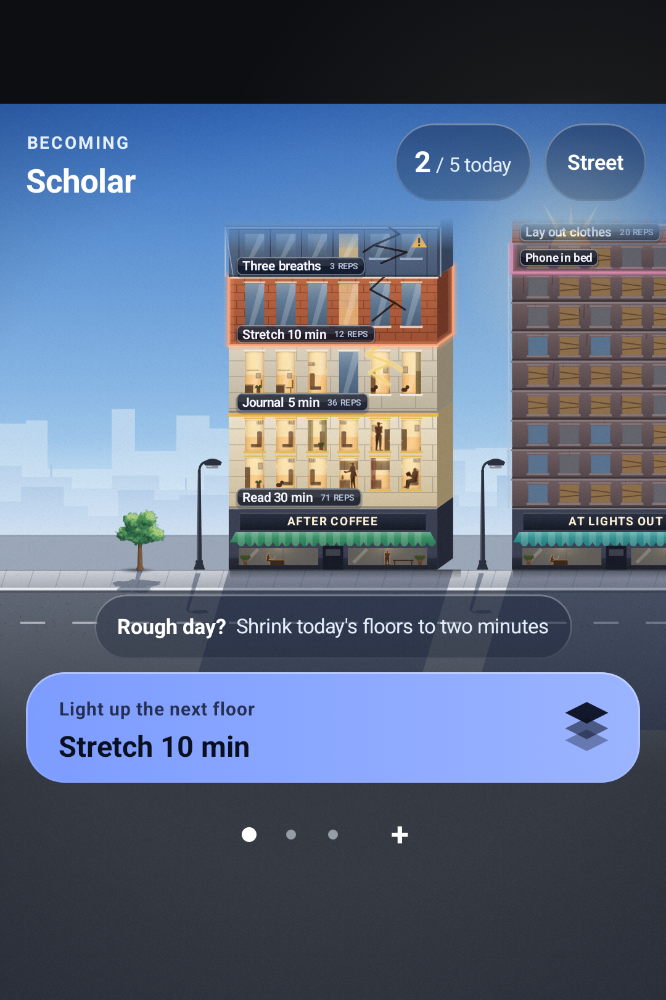 BECOMING
Scholar
2 / 5 today
Street
Lay out clothes 20 REPS
Phone in bed
Three breaths 3 REPS
Stretch 10 min 12 REPS
Journal 5 min 36 REPS
Read 30 min 71 REPS
AFTER COFFEE
AT LIGHTS OUT
Rough day? Shrink today's floors to two minutes
Light up the next floor
Stretch 10 min
+